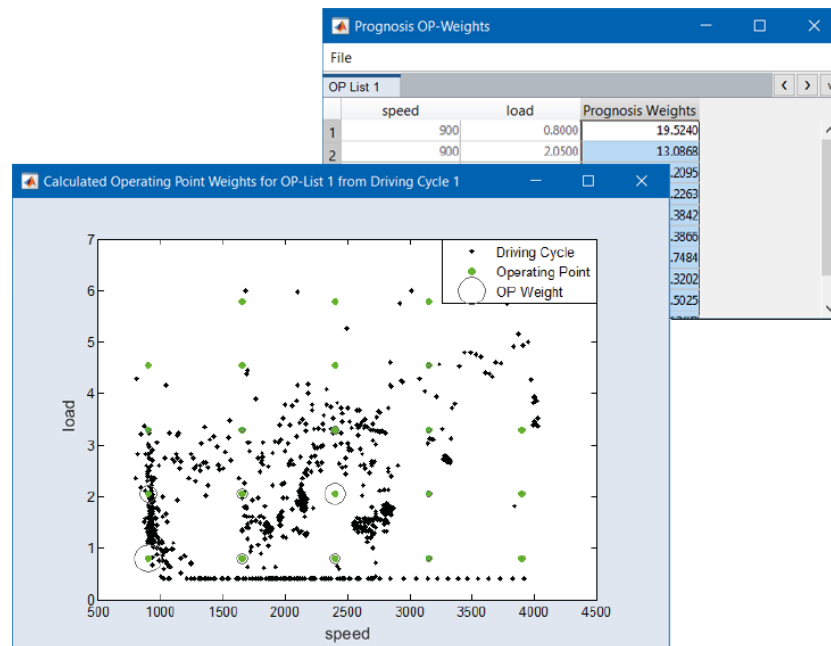 Prognosis OP-Weights
File
OP List 1
speed load Prognosis Weights
1 900 0.8000 19.5240
2 900 2.0500 13.0868
.2095
.2263
.3842
.3866
.7484
.3202
.5025
Calculated Operating Point Weights for OP-List 1 from Driving Cycle 1
Driving Cycle
Operating Point
OP Weight
7
6
5
4
3
2
1
0
load
500 1000 1500 2000 2500 3000 3500 4000 4500
speed